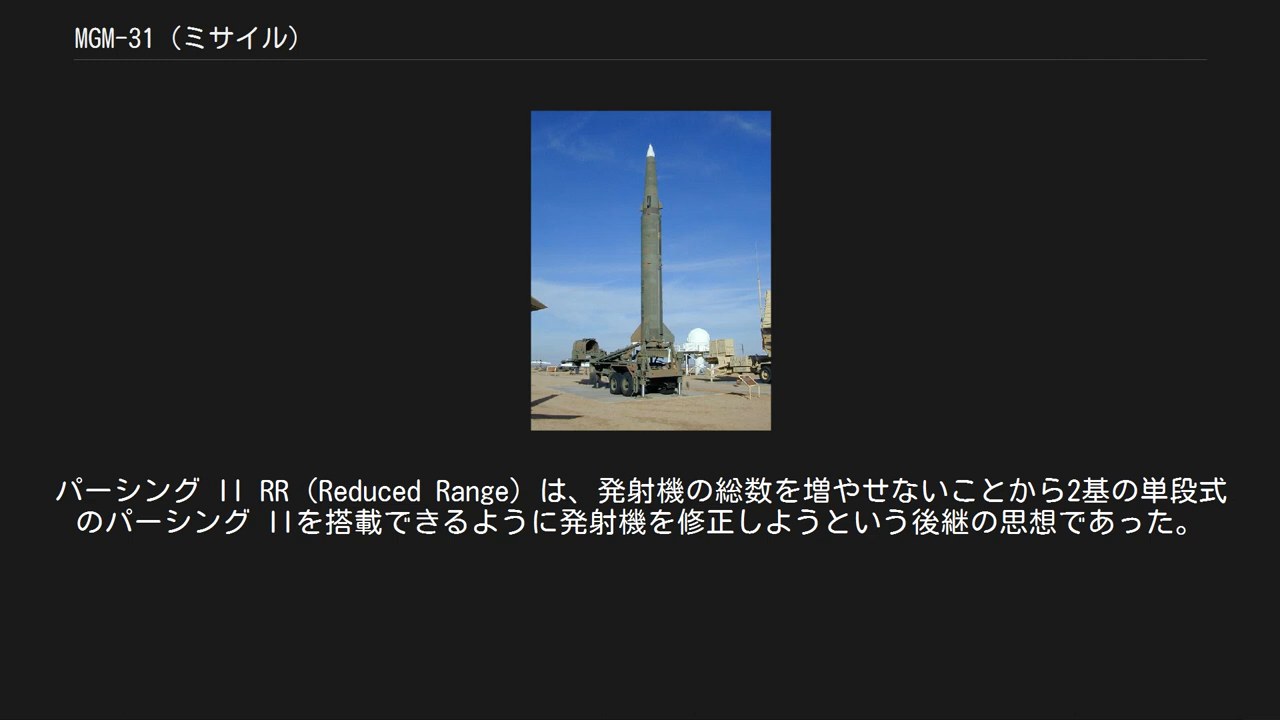 MGM-31（ミサイル）
パーシング II RR（Reduced Range）は、発射機の総数を増やせないことから2基の単段式
のパーシング IIを搭載できるように発射機を修正しようという後継の思想であった。